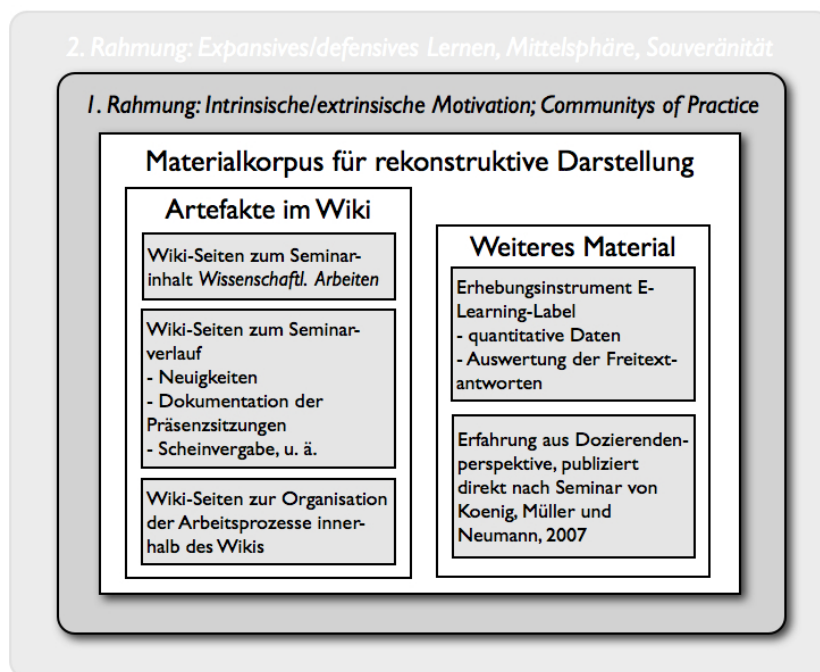 2. Rahmung: Expansives/defensives Lernen, Mittelsphäre, Souveränität
1. Rahmung: Intrinsische/extrinsische Motivation; Communitys of Practice
Materialkorpus für rekonstruktive Darstellung
Artefakte im Wiki
Wiki-Seiten zum Seminar-
inhalt Wissenschaftl. Arbeiten
Wiki-Seiten zum Seminar-
verlauf
- Neuigkeiten
- Dokumentation der
Präsenzsitzungen
- Scheinvergabe, u. ä.
Wiki-Seiten zur Organisation
der Arbeitsprozesse inner-
halb des Wikis
Weiteres Material
Erhebungsinstrument E-
Learning-Label
- quantitative Daten
- Auswertung der Freitext-
antworten
Erfahrung aus Dozierenden-
perspektive, publiziert
direkt nach Seminar von
Koenig, Müller und
Neumann, 2007